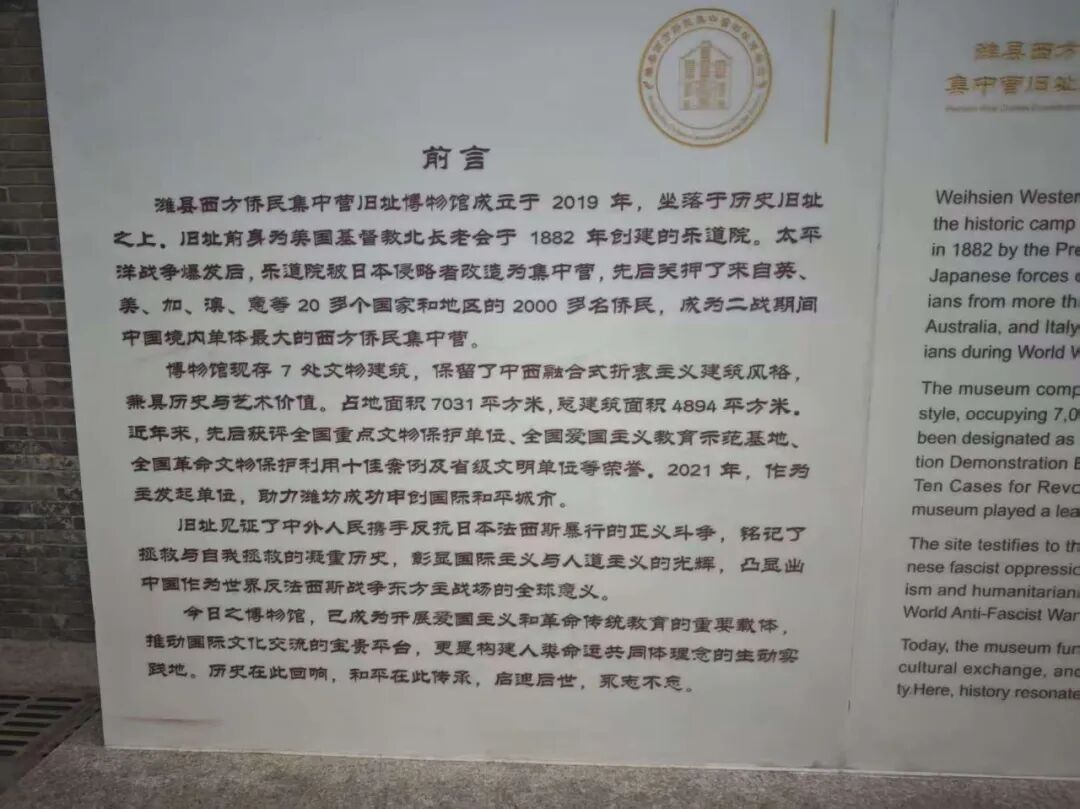 前言
潍县西方侨民集中营旧址博物馆成立于 2019 年，坐落于历史旧址
之上．旧址前身为美国基督教北长老会于 1882 年创建的乐道院。太平
洋战争爆发后，乐道院被日本侵略者改造为集中营，先后关押了来自英、
美、加、澳、意等 20 多个国家和地区的 2000 多名侨民，成为二战期间
中国境内单体最大的西方侨民集中营。
博物馆现存 7 处文物建筑，保留了中西融合式折衷主义建筑风格，
兼具历史与艺术价值。占地面积 7031 平方米，总建筑面积 4894 平方米．
近年来，先后获评全国重点文物保护单位、全国爱国主义教育示范基地、
全国革命文物保护利用十佳案例及省级文明单位等荣誉。2021 年，作为
主发起单位，助力潍坊成功申创国际和平城市。
旧址见证了中外人民携手反抗日本法西斯暴行的正义斗争，铭记了
拯救与自我拯救的凝重历史，彰显国际主义与人道主义的光辉，凸显出
中国作为世界反法西斯战争东方主战场的全球意义。
今日之博物馆，已成为开展爱国主义和革命传统教育的重要载体，
推动国际文化交流的宝贵平台，更是构建人类命运共同体理念的生动实
践地。历史在此回响，和平在此传承，启迪后世，永志不忘。
潍县西方
集中营旧址
Weihsien Wester
the historic camp
in 1882 by the Pre
Japanese forces
ians from more th
Australia, and Italy
ians during World W
The museum comp
style, occupying 7,0
been designated as
tion Demonstration E
Ten Cases for Revo
museum played a lea
The site testifies to th
nese fascist oppressio
ism and humanitariani
World Anti-Fascist War
Today, the museum fun
cultural exchange, and
ty.Here, history resonate